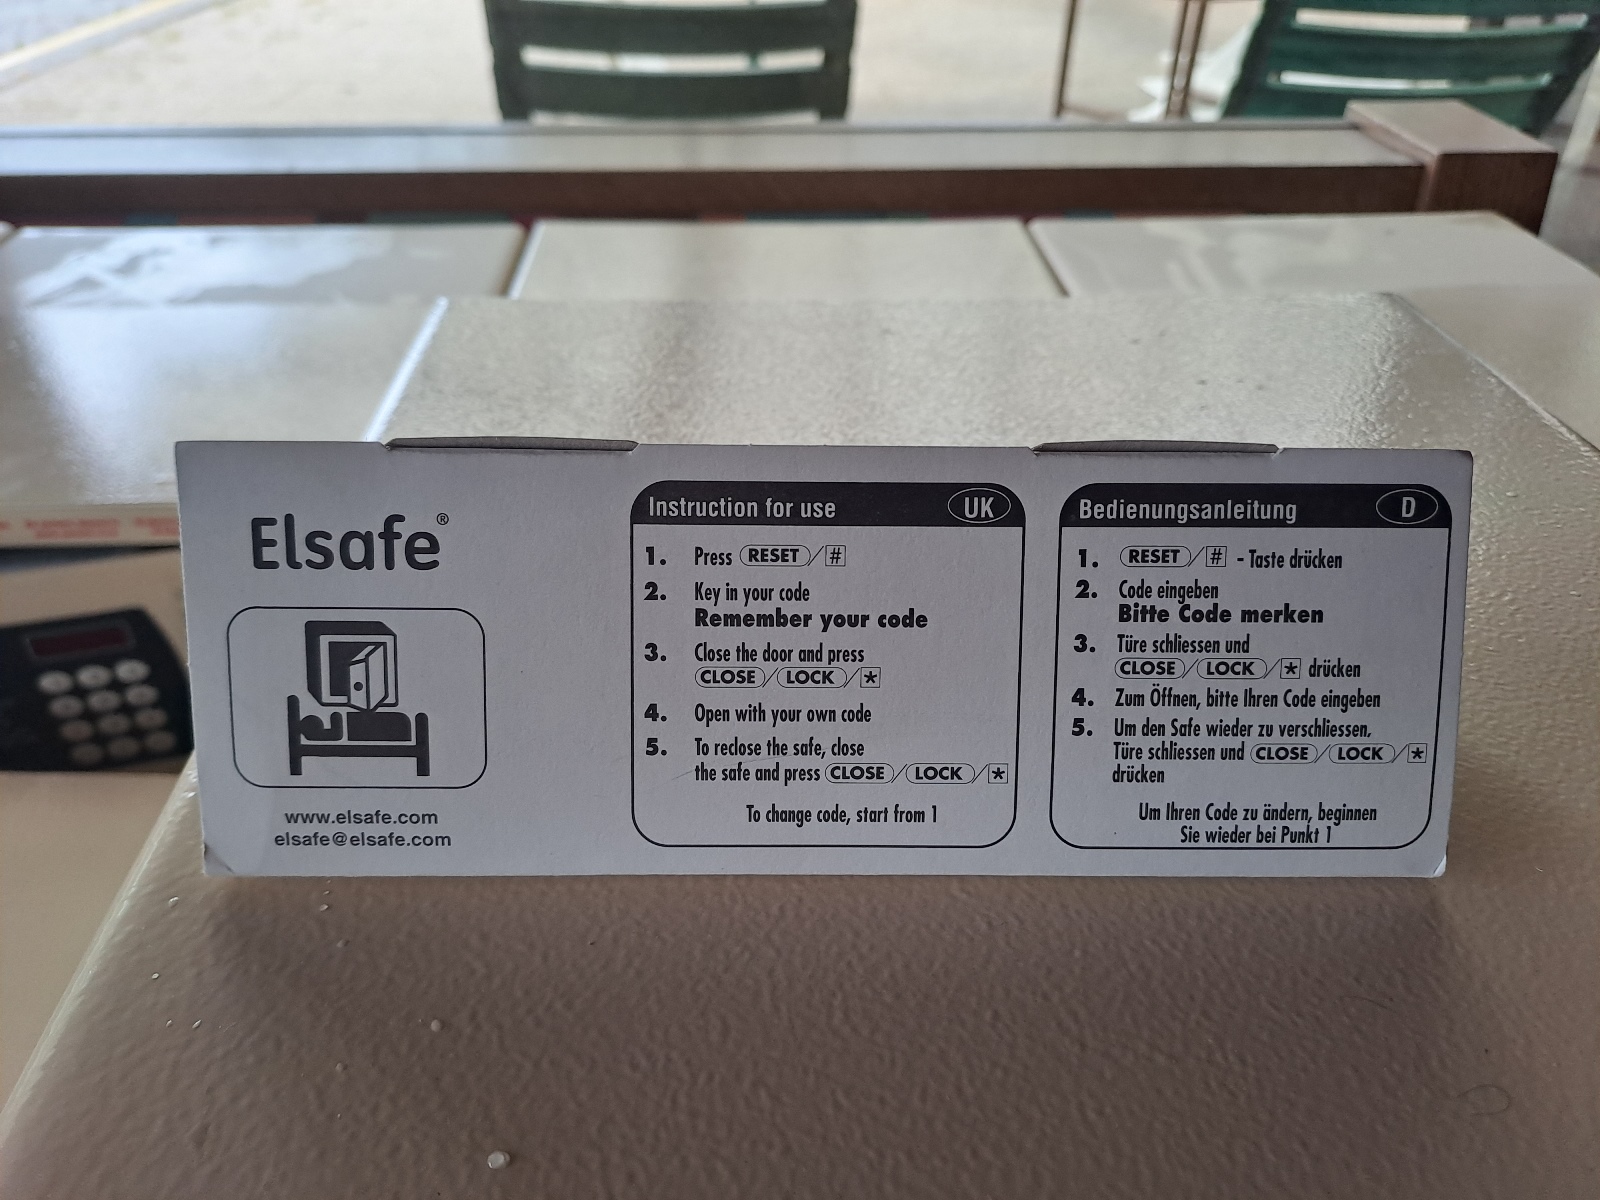 Elsafe®
www.elsafe.com
elsafe@elsafe.com
Instruction for use UK
1. Press RESET / #
2. Key in your code
Remember your code
3. Close the door and press
CLOSE / LOCK / *
4. Open with your own code
5. To reclose the safe, close
the safe and press CLOSE / LOCK / *
To change code, start from 1
Bedienungsanleitung D
1. RESET / # - Taste drücken
2. Code eingeben
Bitte Code merken
3. Türe schliessen und
CLOSE / LOCK / * drücken
4. Zum Öffnen, bitte Ihren Code eingeben
5. Um den Safe wieder zu verschliessen,
Türe schliessen und CLOSE / LOCK / *
drücken
Um Ihren Code zu ändern, beginnen
Sie wieder bei Punkt 1